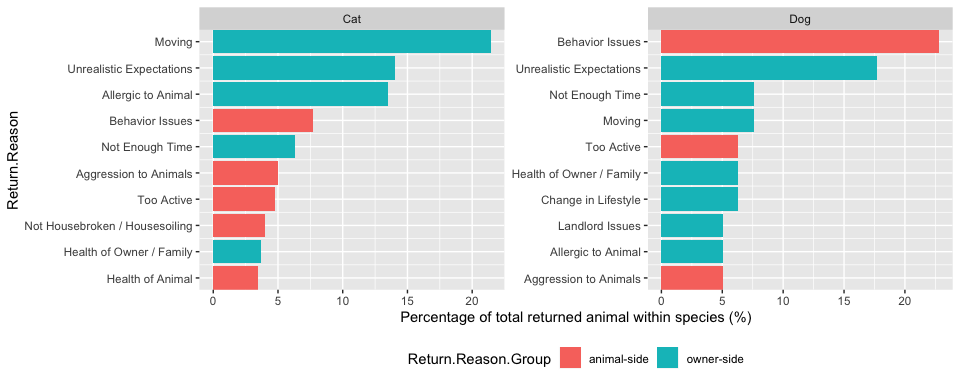 Cat
Dog
Return.Reason
Moving
Unrealistic Expectations
Allergic to Animal
Behavior Issues
Not Enough Time
Aggression to Animals
Too Active
Not Housebroken / Housesoiling
Health of Owner / Family
Health of Animal
0 5 10 15 20
Behavior Issues
Unrealistic Expectations
Not Enough Time
Moving
Too Active
Health of Owner / Family
Change in Lifestyle
Landlord Issues
Allergic to Animal
Aggression to Animals
0 5 10 15 20
Percentage of total returned animal within species (%)
Return.Reason.Group animal-side owner-side